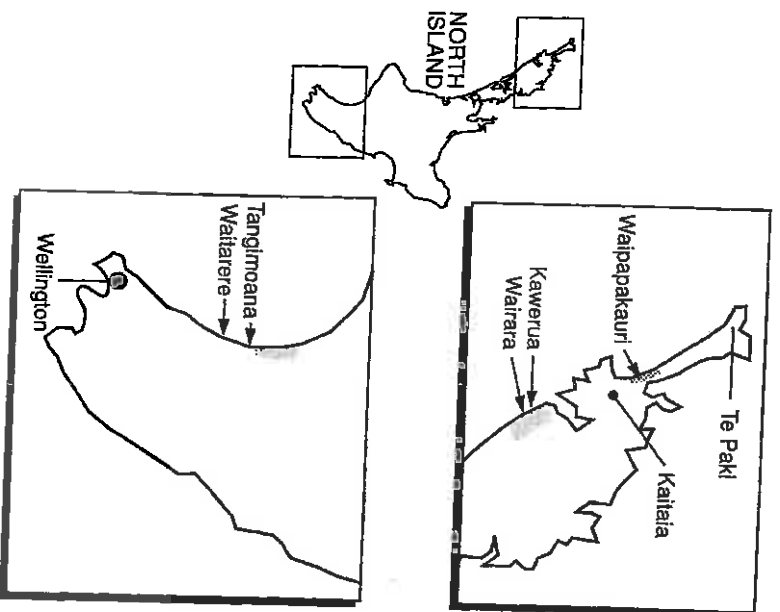 NORTH
ISLAND
Te Paki
Waipapakauri
Kaitaia
Kawerua
Wairara
Tangimoana
Waitarere
Wellington